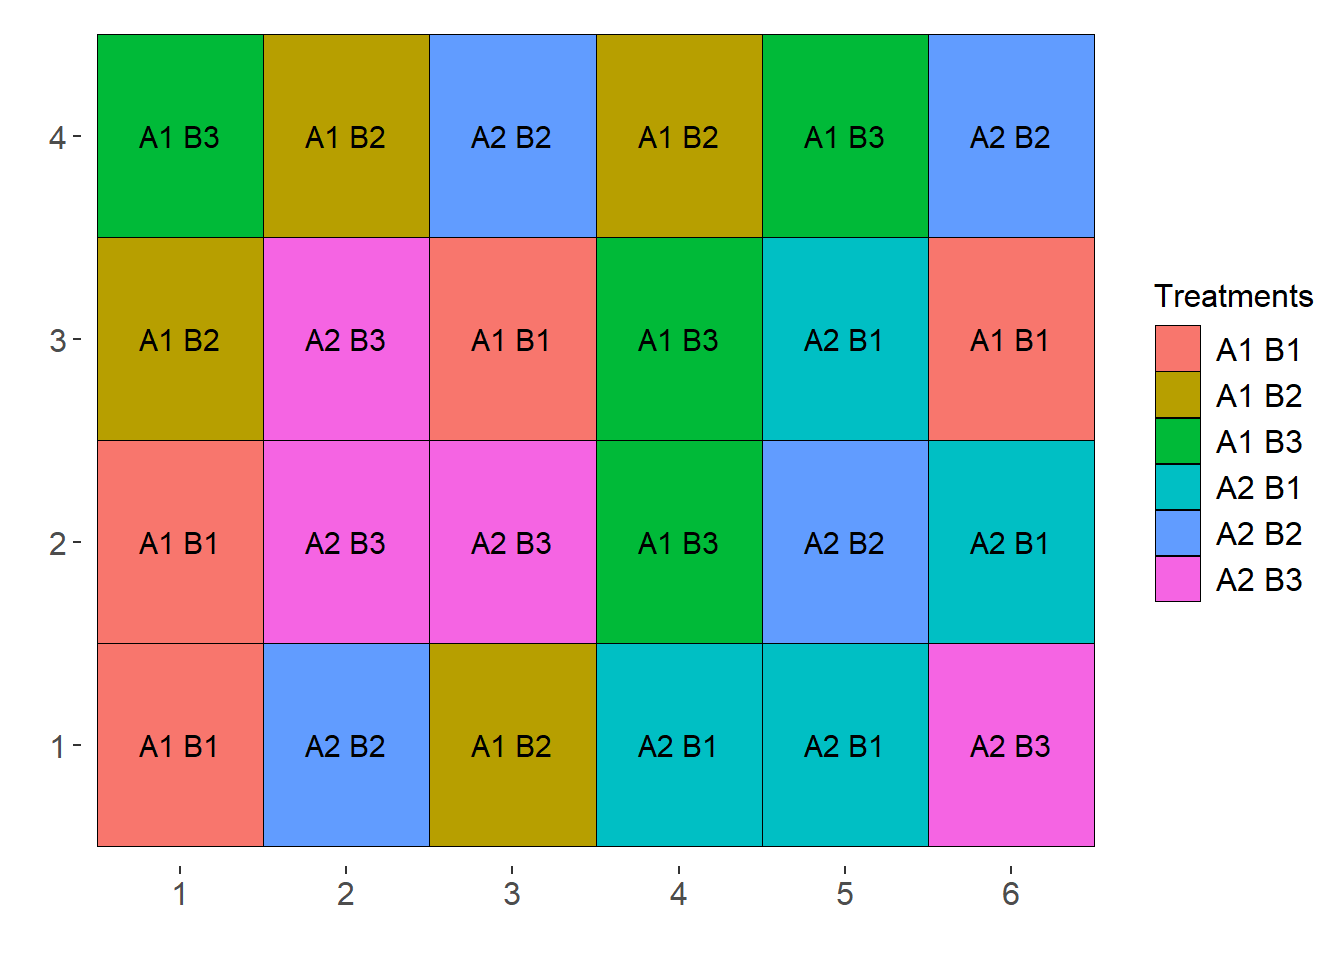 4
A1 B3 A1 B2 A2 B2 A1 B2 A1 B3 A2 B2
3
A1 B2 A2 B3 A1 B1 A1 B3 A2 B1 A1 B1
2
A1 B1 A2 B3 A2 B3 A1 B3 A2 B2 A2 B1
1
A1 B1 A2 B2 A1 B2 A2 B1 A2 B1 A2 B3
1 2 3 4 5 6
Treatments
A1 B1
A1 B2
A1 B3
A2 B1
A2 B2
A2 B3